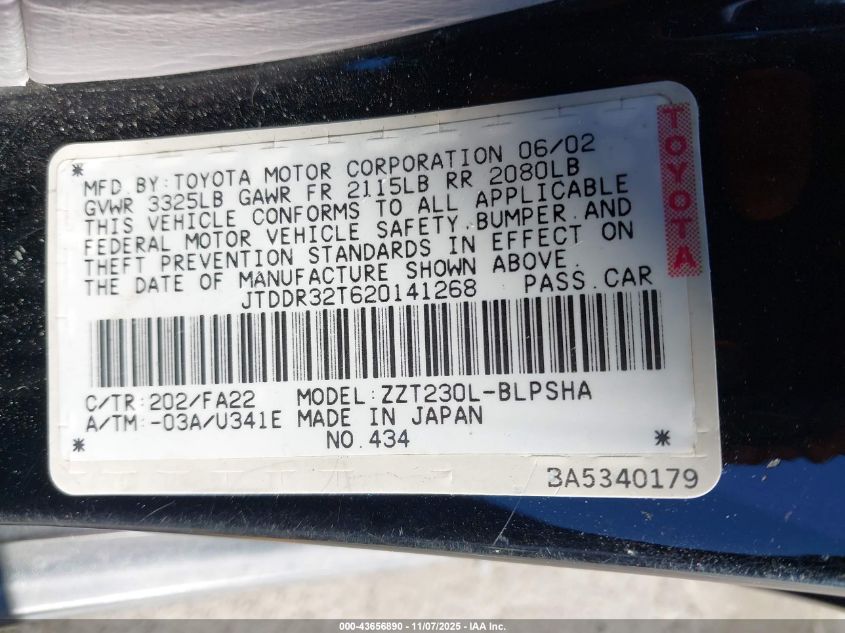 MFD.BY:TOYOTA MOTOR CORPORATION 06/02
GVWR 3325LB GAWR FR 2115LB RR 2080LB
THIS VEHICLE CONFORMS TO ALL APPLICABLE
FEDERAL MOTOR VEHICLE SAFETY,BUMPER,AND
THEFT PREVENTION STANDARDS IN EFFECT ON
THE DATE OF MANUFACTURE SHOWN ABOVE.
JTDDR32T620141268 PASS.CAR
C/TR:202/FA22 MODEL:ZZT230L-BLPSHA
A/TM:-03A/U341E MADE IN JAPAN
NO.434
BA5340179
TOYOTA
000-43656890 - 11/07/2025 - IAA Inc.